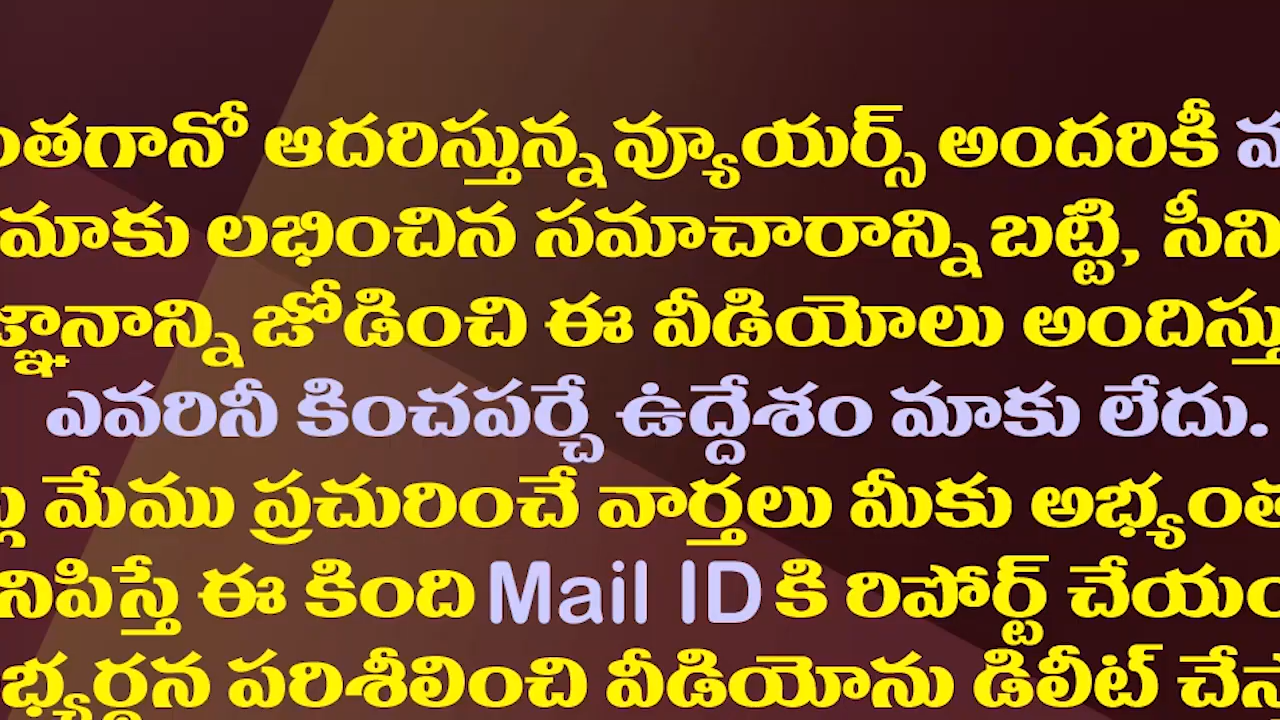 ంతగానో ఆదరిస్తున్న వ్యూయర్స్ అందరికీ
మాకు లభించిన సమాచారాన్ని బట్టి, సీని
జ్ఞానాన్ని జోడించి ఈ వీడియోలు అందిస్తు
ఎవరినీ కించపర్చే ఉద్దేశం మాకు లేదు.
మేము ప్రచురించే వార్తలు మీకు అభ్యంత
నిపిస్తే ఈ కింది Mail ID కి రిపోర్ట్ చేయం
భ్యర్ధన పరిశీలించి వీడియోను డిలీట్ చేస